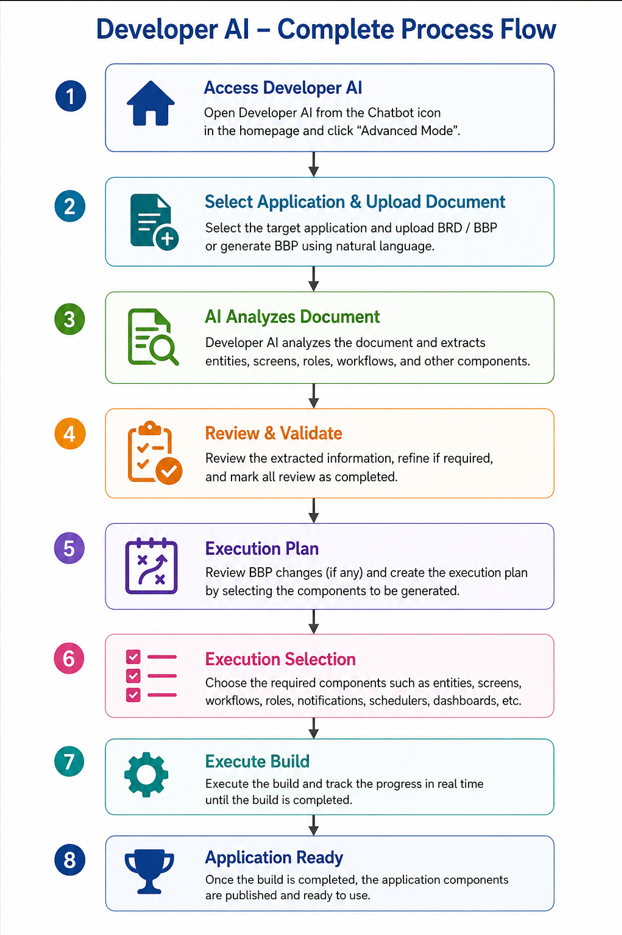 Developer AI – Complete Process Flow
1
Access Developer AI
Open Developer AI from the Chatbot icon
in the homepage and click “Advanced Mode”.
2
Select Application & Upload Document
Select the target application and upload BRD / BBP
or generate BBP using natural language.
3
AI Analyzes Document
Developer AI analyzes the document and extracts
entities, screens, roles, workflows, and other components.
4
Review & Validate
Review the extracted information, refine if required,
and mark all review as completed.
5
Execution Plan
Review BBP changes (if any) and create the execution plan
by selecting the components to be generated.
6
Execution Selection
Choose the required components such as entities, screens,
workflows, roles, notifications, schedulers, dashboards, etc.
7
Execute Build
Execute the build and track the progress in real time
until the build is completed.
8
Application Ready
Once the build is completed, the application components
are published and ready to use.